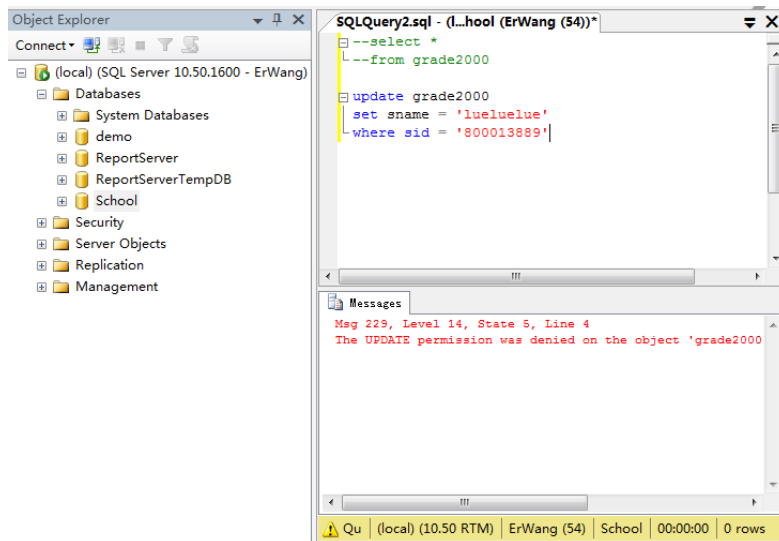 Object Explorer
Connect
(local) (SQL Server 10.50.1600 - ErWang)
Databases
System Databases
demo
ReportServer
ReportServerTempDB
School
Security
Server Objects
Replication
Management
SQLQuery2.sql - (l...hool (ErWang (54))*
--select *
--from grade2000
update grade2000
set sname = 'lueluelue'
where sid = '800013889'
Messages
Msg 229, Level 14, State 5, Line 4
The UPDATE permission was denied on the object 'grade2000
Qu (local) (10.50 RTM) ErWang (54) School 00:00:00 0 rows